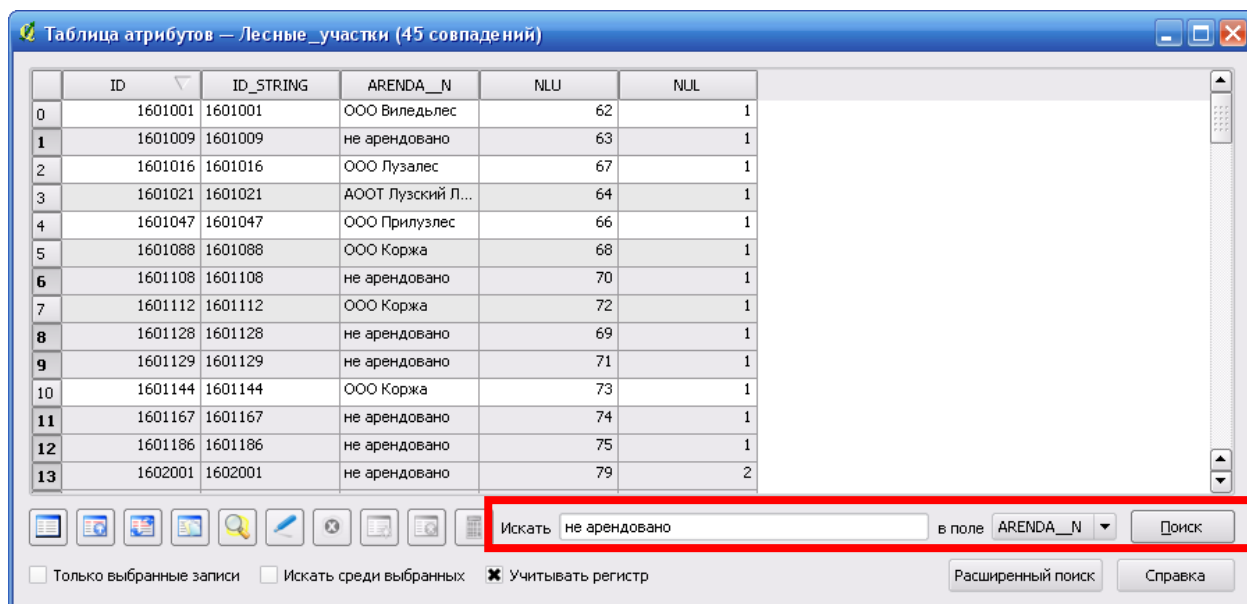 Таблица атрибутов — Лесные_участки (45 совпадений)
ID ID_STRING ARENDA__N NLU NUL
0 1601001 1601001 ООО Виледьлес 62 1
1 1601009 1601009 не арендовано 63 1
2 1601016 1601016 ООО Лузалес 67 1
3 1601021 1601021 АООТ Лузский Л... 64 1
4 1601047 1601047 ООО Прилузлес 66 1
5 1601088 1601088 ООО Коржа 68 1
6 1601108 1601108 не арендовано 70 1
7 1601112 1601112 ООО Коржа 72 1
8 1601128 1601128 не арендовано 69 1
9 1601129 1601129 не арендовано 71 1
10 1601144 1601144 ООО Коржа 73 1
11 1601167 1601167 не арендовано 74 1
12 1601186 1601186 не арендовано 75 1
13 1602001 1602001 не арендовано 79 2
Искать не арендовано в поле ARENDA__N Поиск
Только выбранные записи Искать среди выбранных Учитывать регистр Расширенный поиск Справка